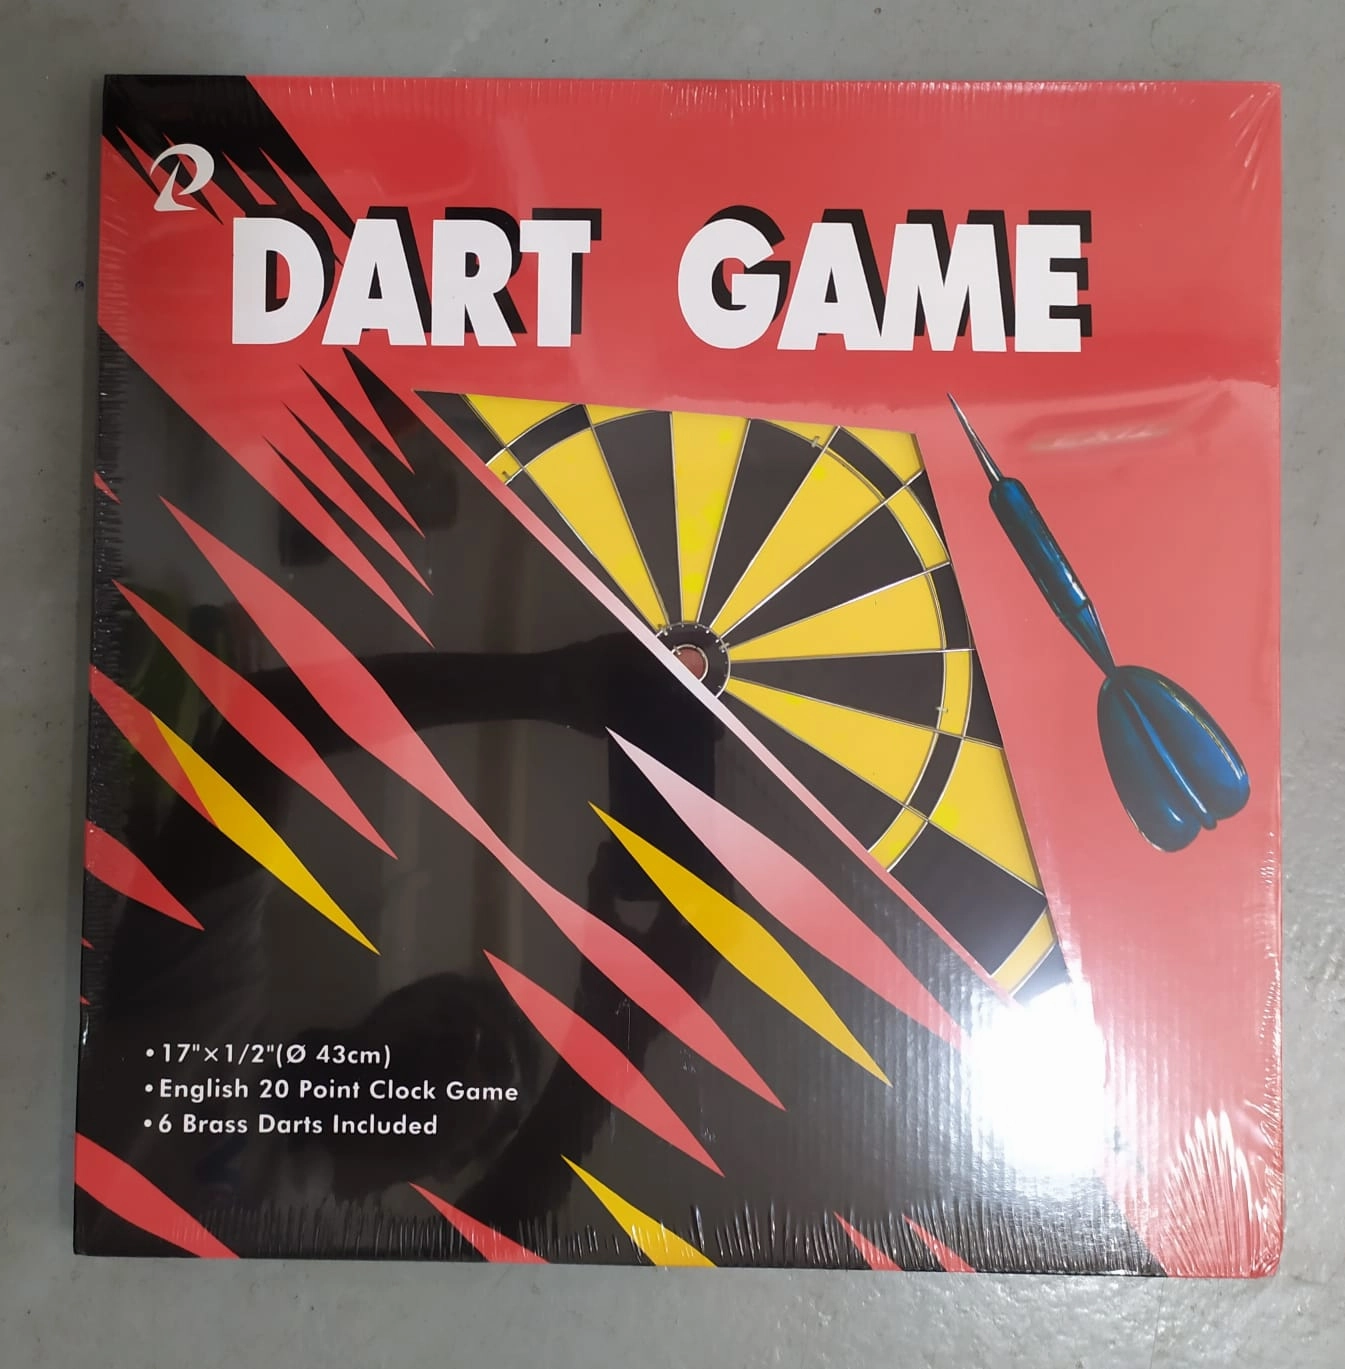 DART GAME
• 17"×1/2"(Ø 43cm)
• English 20 Point Clock Game
• 6 Brass Darts Included